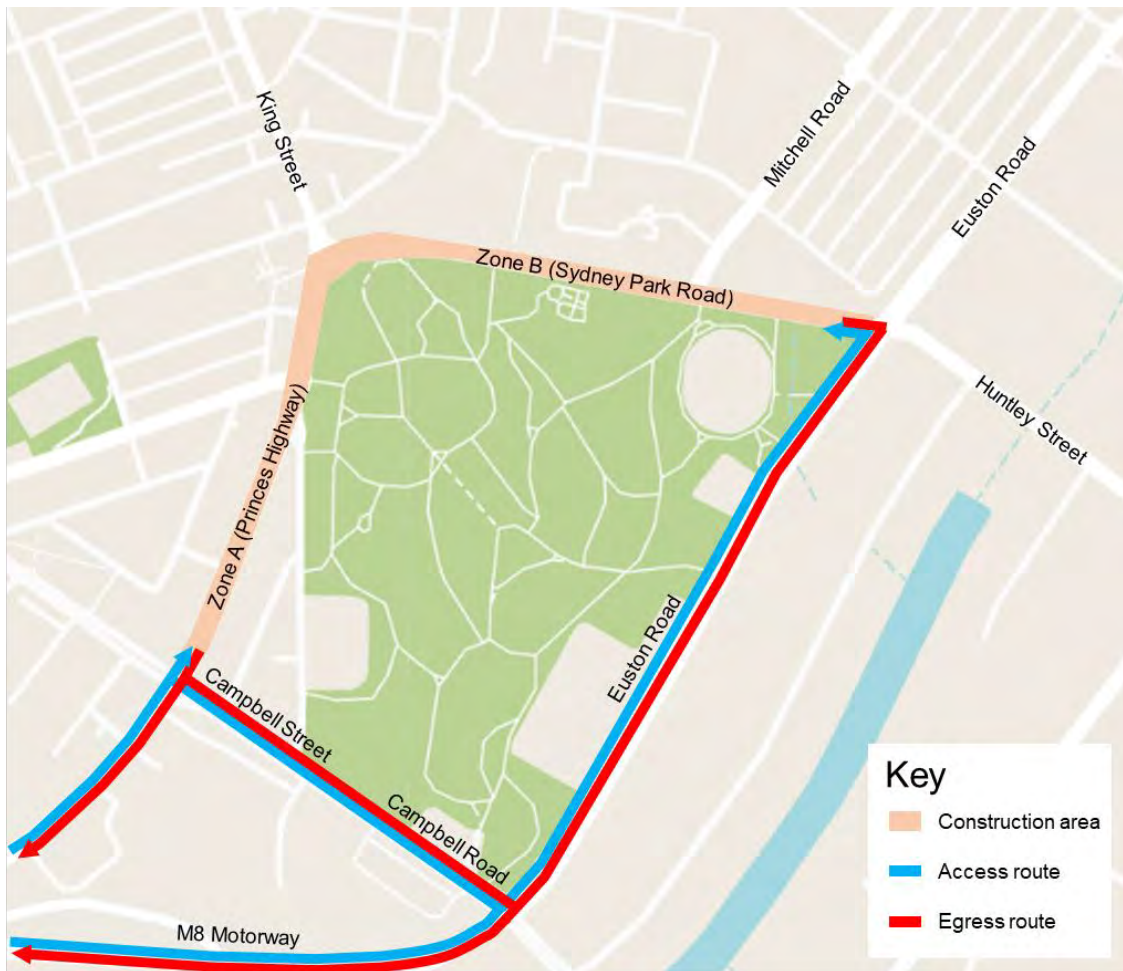 King Street
Mitchell Road
Euston Road
Zone B (Sydney Park Road)
Huntley Street
Zone A (Princes Highway)
Euston Road
Campbell Street
Campbell Road
M8 Motorway
Key
Construction area
Access route
Egress route